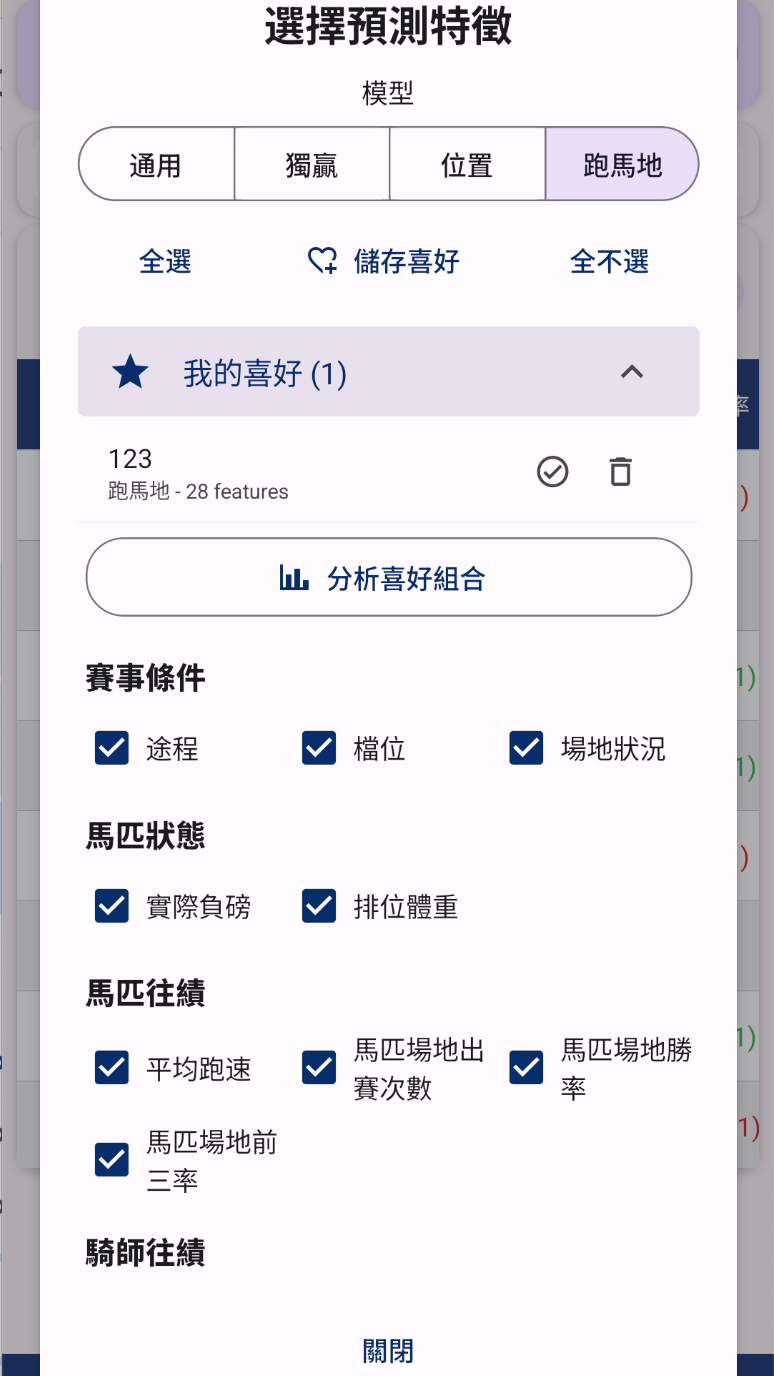 選擇預測特徵
模型
通用 獨贏 位置 跑馬地
全選 儲存喜好 全不選
我的喜好 (1)
率
123
跑馬地 - 28 features
)
分析喜好組合
賽事條件
1)
途程 檔位 場地狀況
1)
馬匹狀態
)
實際負磅 排位體重
馬匹往績
1)
平均跑速 馬匹場地出
賽次數 馬匹場地勝
率
1)
馬匹場地前
三率
騎師往績
關閉